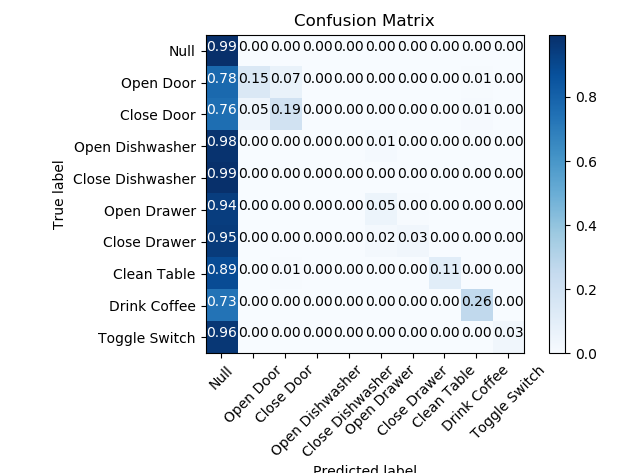 Confusion Matrix
True label
Null 0.99 0.00 0.00 0.00 0.00 0.00 0.00 0.00 0.00 0.00
Open Door 0.78 0.15 0.07 0.00 0.00 0.00 0.00 0.00 0.01 0.00
Close Door 0.76 0.05 0.19 0.00 0.00 0.00 0.00 0.00 0.01 0.00
Open Dishwasher 0.98 0.00 0.00 0.00 0.00 0.01 0.00 0.00 0.00 0.00
Close Dishwasher 0.99 0.00 0.00 0.00 0.00 0.00 0.00 0.00 0.00 0.00
Open Drawer 0.94 0.00 0.00 0.00 0.00 0.05 0.00 0.00 0.00 0.00
Close Drawer 0.95 0.00 0.00 0.00 0.00 0.02 0.03 0.00 0.00 0.00
Clean Table 0.89 0.00 0.01 0.00 0.00 0.00 0.00 0.11 0.00 0.00
Drink Coffee 0.73 0.00 0.00 0.00 0.00 0.00 0.00 0.00 0.26 0.00
Toggle Switch 0.96 0.00 0.00 0.00 0.00 0.00 0.00 0.00 0.00 0.03
Null
Open Door
Close Door
Open Dishwasher
Close Dishwasher
Open Drawer
Close Drawer
Clean Table
Drink Coffee
Toggle Switch
Predicted label
0.8
0.6
0.4
0.2
0.0